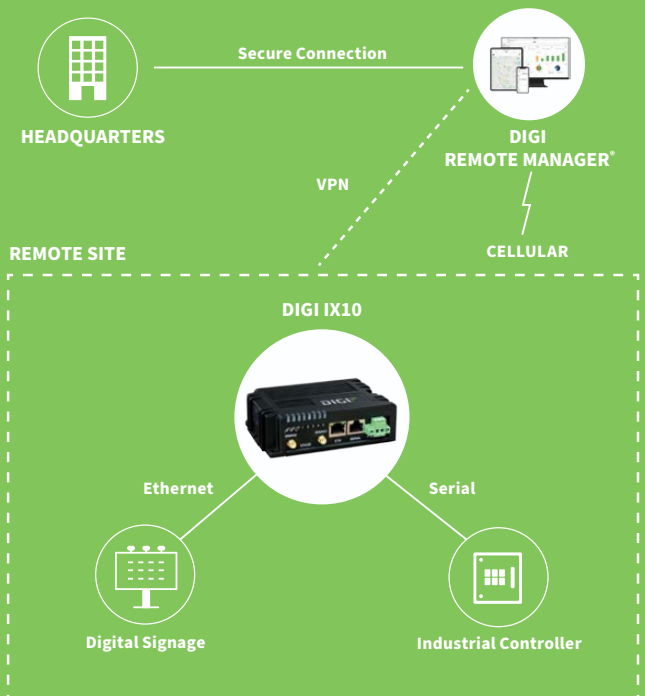 Secure Connection
HEADQUARTERS
DIGI
REMOTE MANAGER®
VPN
CELLULAR
REMOTE SITE
DIGI IX10
DIGI
Ethernet
Serial
Digital Signage
Industrial Controller